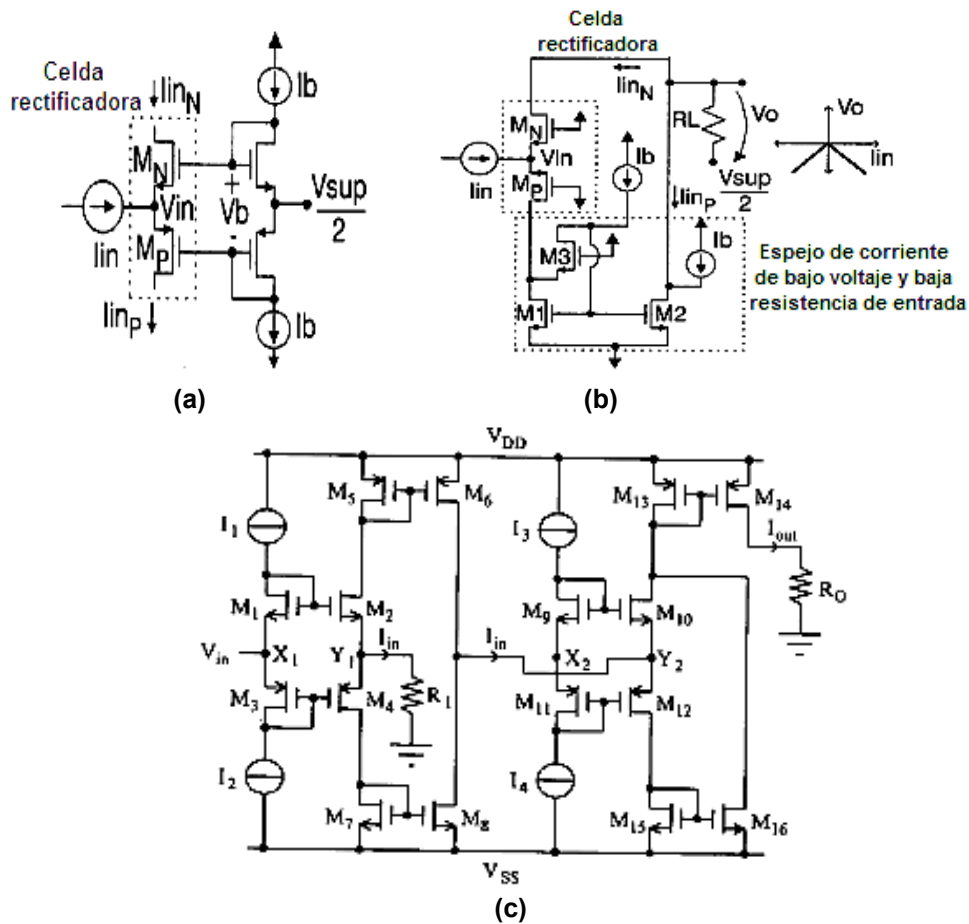 Celda
rectificadora
Iin_N
Ib
M_N
Vin
+
Vb
-
Vsup
2
Iin
M_P
Iin_P
Ib
(a)
Celda
rectificadora
Iin_N
M_N
Vin
Iin
M_P
Ib
RL
Vo
Vsup
2
Vo
Iin
Iin_P
Ib
M3
M1
M2
Espejo de corriente
de bajo voltaje y baja
resistencia de entrada
(b)
V_DD
M_5
M_6
M_13
M_14
I_1
I_3
I_out
R_O
M_1
M_2
M_9
M_10
V_in
X_1
Y_1
I_in
I_in
X_2
Y_2
M_3
M_4
R_1
M_11
M_12
I_2
I_4
M_7
M_8
M_15
M_16
V_SS
(c)